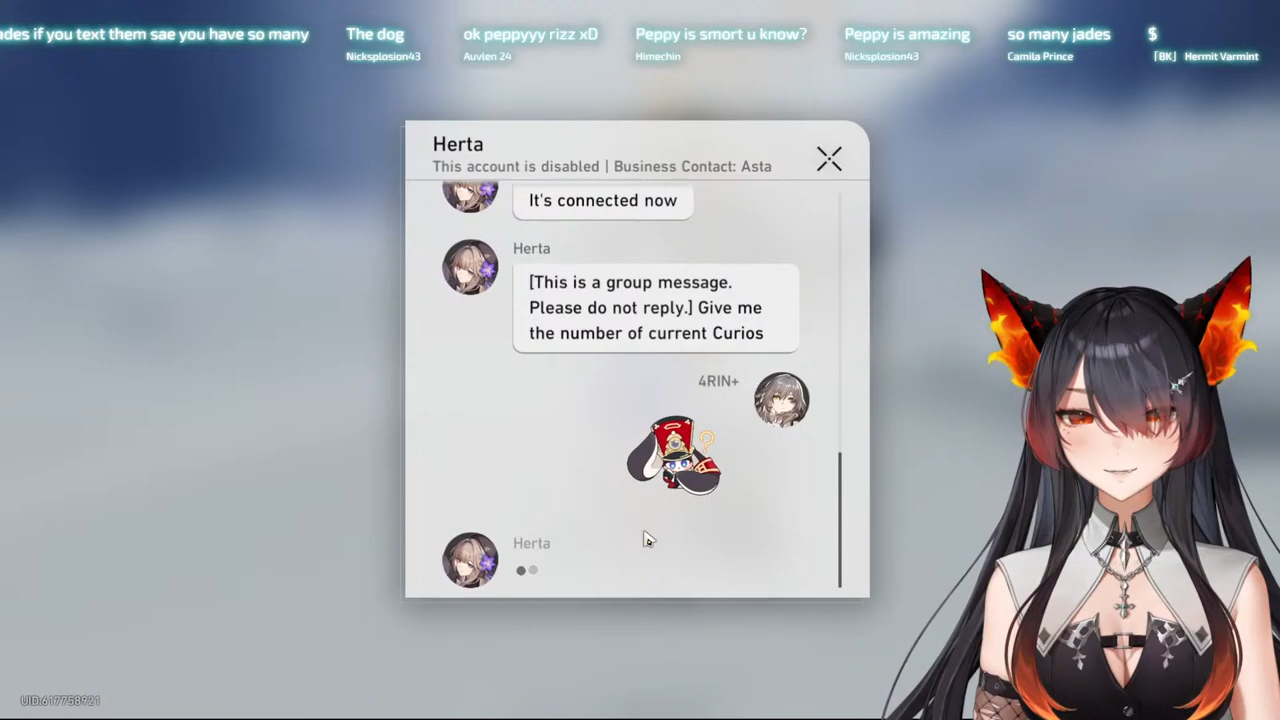 ades if you text them sae you have so many
The dog
ok peppyyy rizz xD
Peppy is smort u know?
Peppy is amazing
so many jades
$
Nicksplosion43
Auvlen 24
Himechin
Nicksplosion43
Camila Prince
[BK] Hermit Varmint
Herta
This account is disabled | Business Contact: Asta
It's connected now
Herta
[This is a group message.
Please do not reply.] Give me
the number of current Curios
4RIN+
Herta
UID:617758921